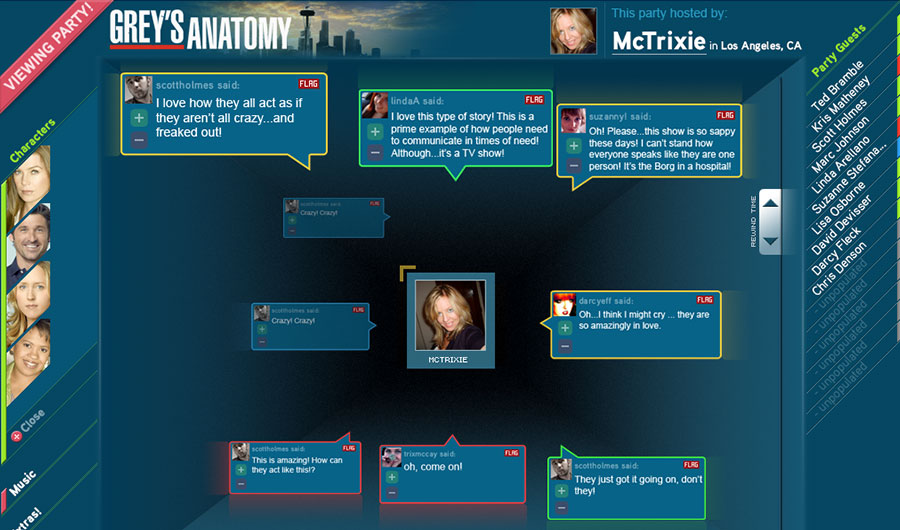 VIEWING PARTY!
GREY'S ANATOMY
This party hosted by:
McTrixie in Los Angeles, CA
Party Guests
Ted Bramble
Kris Matheney
Scott Holmes
Marc Johnson
Linda Arellano
Suzanne Stefana...
Lisa Osborne
David Devisser
Darcy Fleck
Chris Denson
- unpopulated
- unpopulated
- unpopulated
- unpopulated
- unpopulated
- unpopulated
Characters
Close
Music
xtras!
scottholmes said:
FLAG
I love how they all act as if
they aren't all crazy...and
freaked out!
lindaA said:
FLAG
I love this type of story! This is a
prime example of how people need
to communicate in times of need!
Although...it's a TV show!
suzanny! said:
FLAG
Oh! Please...this show is so sappy
these days! I can't stand how
everyone speaks like they are one
person! It's the Borg in a hospital!
scottholmes said:
FLAG
Crazy! Crazy!
REWIND TIME
scottholmes said:
FLAG
Crazy! Crazy!
MCTRIXIE
darcyeff said:
FLAG
Oh...I think I might cry ... they are
so amazingly in love.
scottholmes said:
FLAG
This is amazing! How can
they act like this!?
trixmccay said:
FLAG
oh, come on!
scottholmes said:
FLAG
They just got it going on, don't
they!